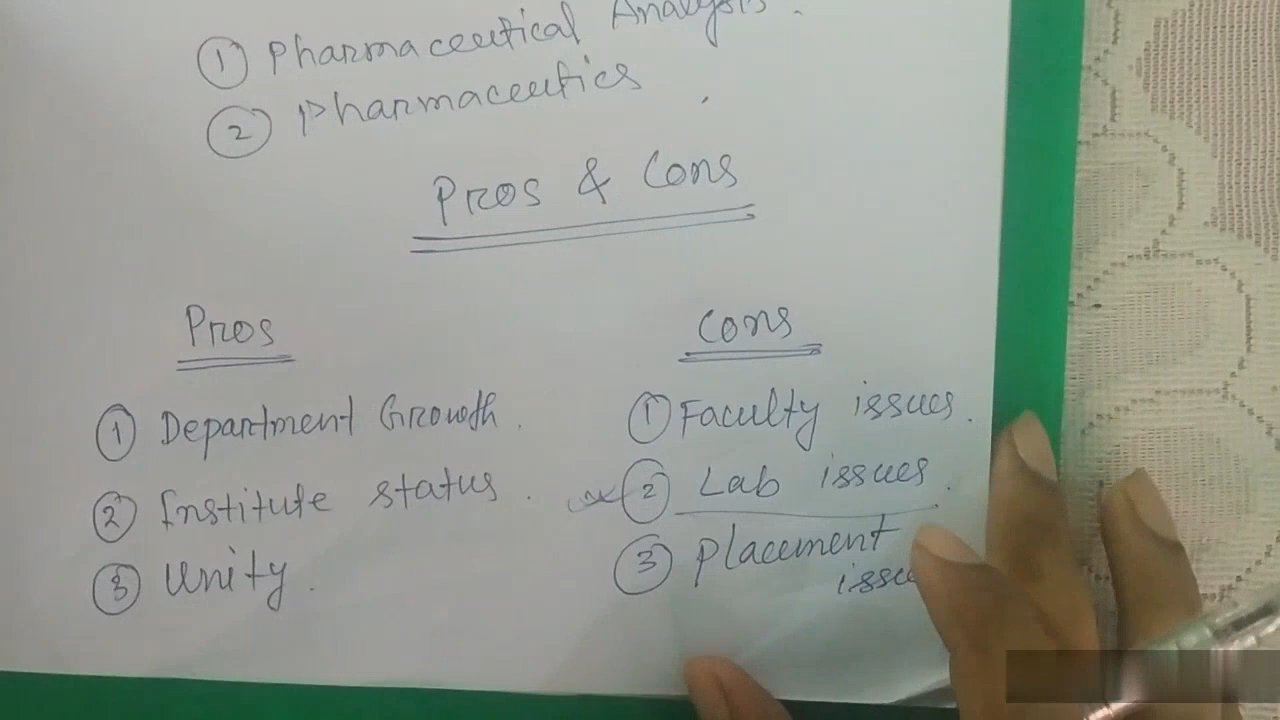 ① Pharmaceutical Analysis.
② Pharmaceutics
Pros & Cons
Pros
① Department Growth.
② Institute status.
③ Unity.
Cons
① Faculty issues.
② Lab issues.
③ Placement